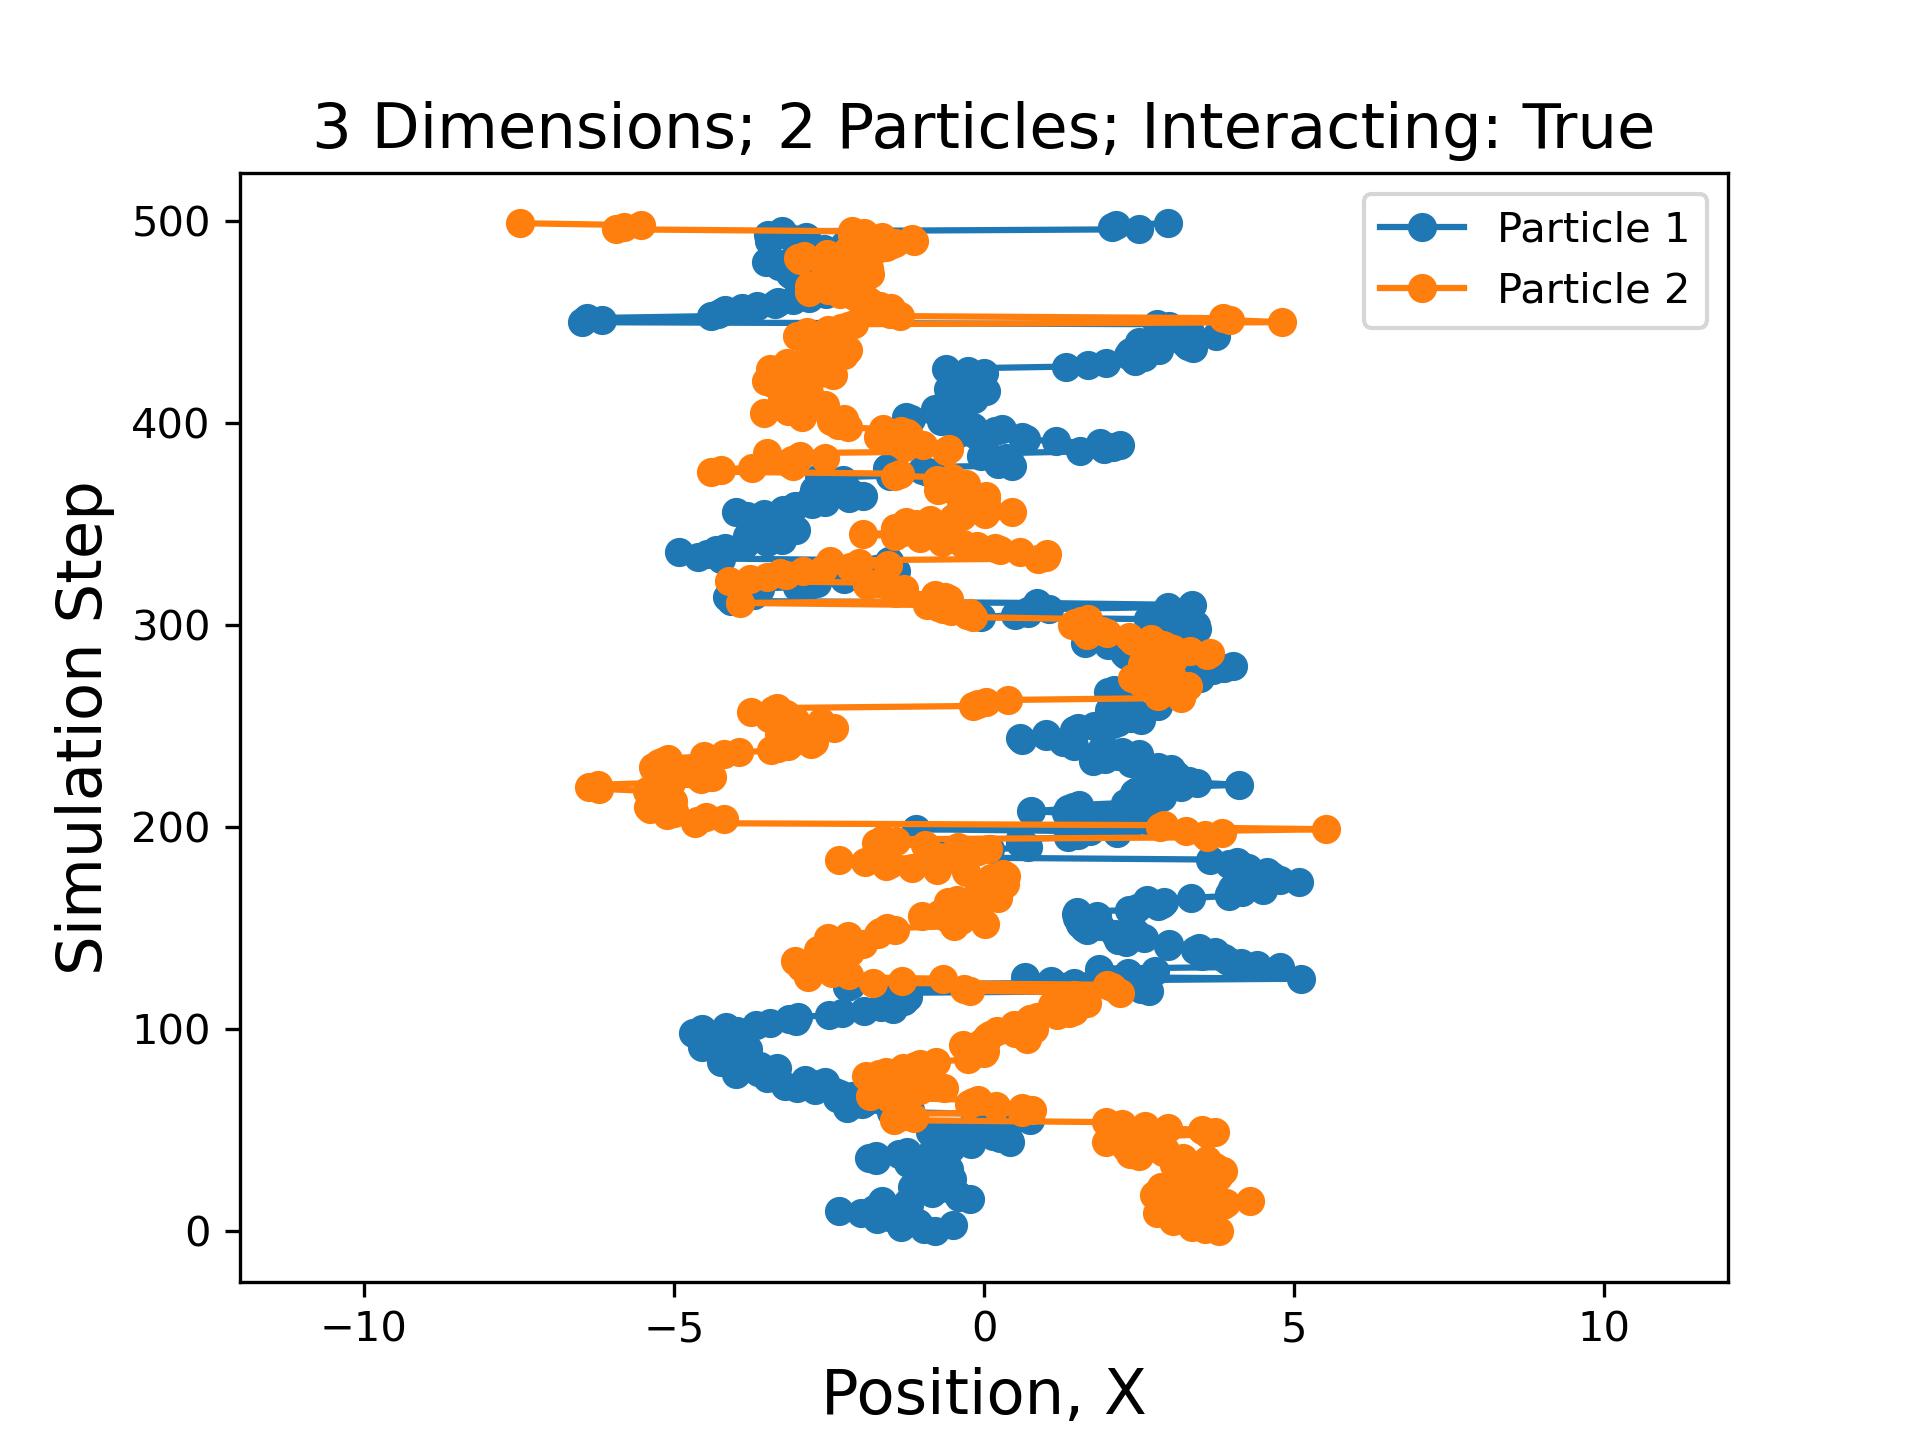 3 Dimensions; 2 Particles; Interacting: True
Particle 1
Particle 2
Simulation Step
500
400
300
200
100
0
−10 −5 0 5 10
Position, X